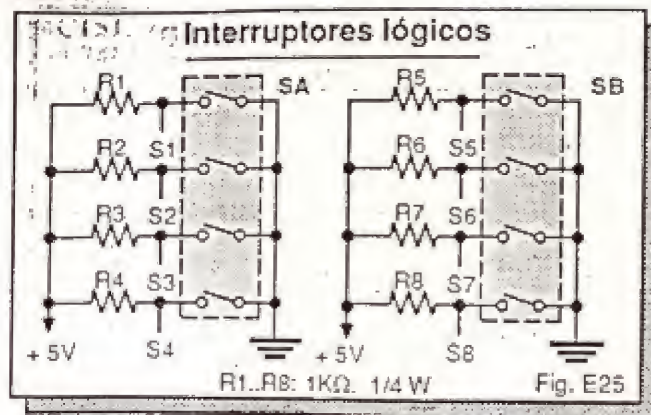 Interruptores lógicos
R1
SA
S1
R2
S2
R3
S3
R4
S4
+ 5V
R5
SB
S5
R6
S6
R7
S7
R8
S8
+ 5V
R1..R8: 1KΩ. 1/4 W
Fig. E25